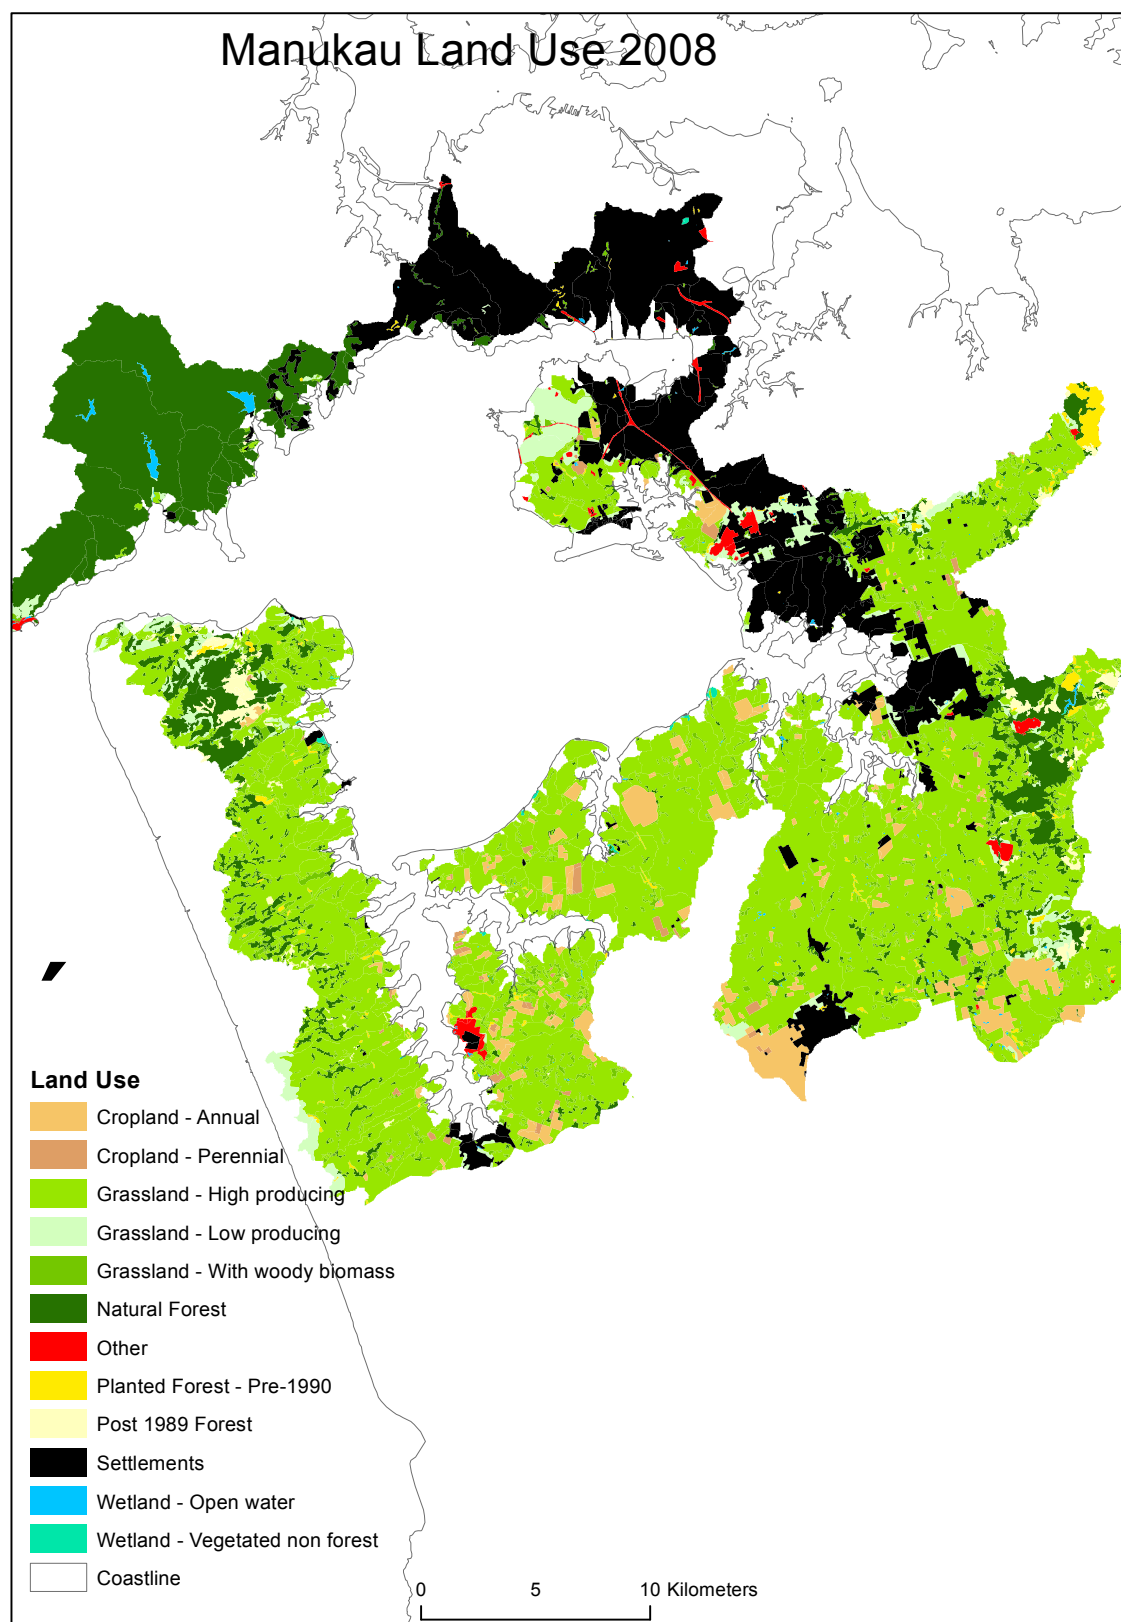 Manukau Land Use 2008
Land Use
Cropland - Annual
Cropland - Perennial
Grassland - High producing
Grassland - Low producing
Grassland - With woody biomass
Natural Forest
Other
Planted Forest - Pre-1990
Post 1989 Forest
Settlements
Wetland - Open water
Wetland - Vegetated non forest
Coastline
0 5 10 Kilometers